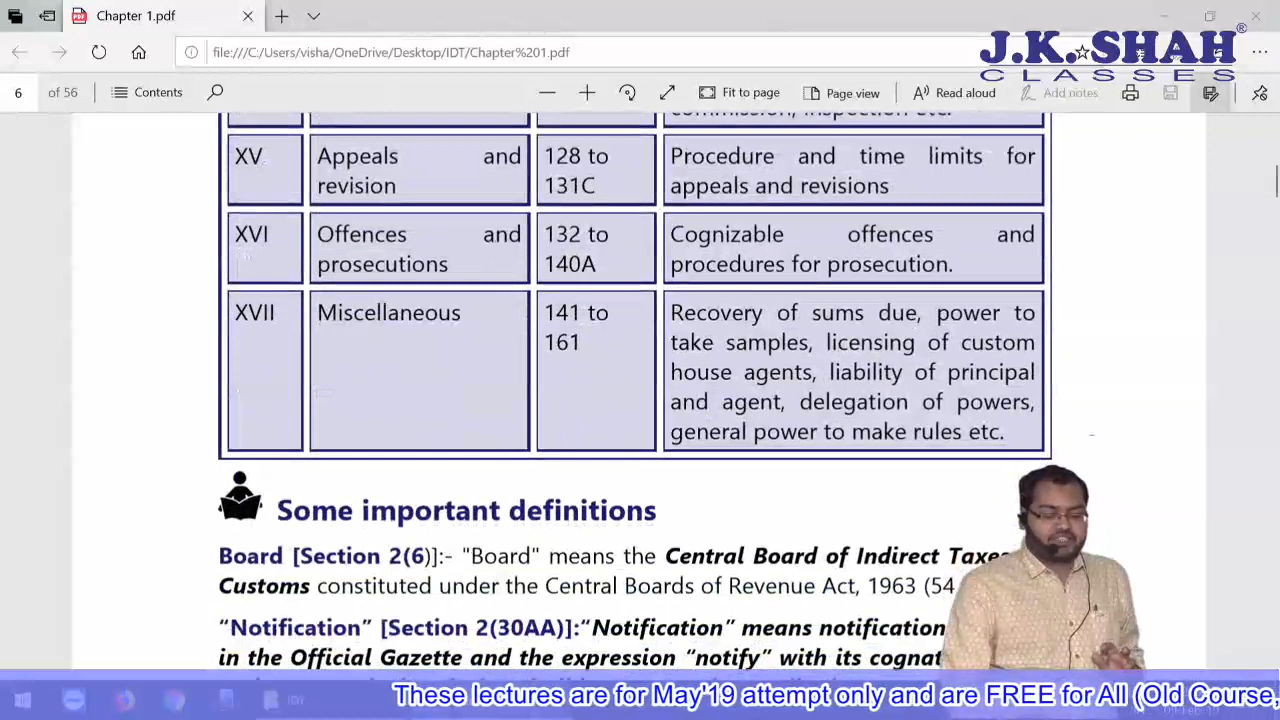 Chapter 1.pdf
J.K.SHAH®
CLASSES
file:///C:/Users/visha/OneDrive/Desktop/IDT/Chapter%201.pdf
6 of 56 Contents Fit to page Page view Read aloud Add notes
commission, inspection etc.
XV Appeals and 128 to Procedure and time limits for
revision 131C appeals and revisions
XVI Offences and 132 to Cognizable offences and
prosecutions 140A procedures for prosecution.
XVII Miscellaneous 141 to Recovery of sums due, power to
161 take samples, licensing of custom
house agents, liability of principal
and agent, delegation of powers,
general power to make rules etc.
Some important definitions
Board [Section 2(6)]:- "Board" means the Central Board of Indirect Taxes
Customs constituted under the Central Boards of Revenue Act, 1963 (54
“Notification” [Section 2(30AA)]:“Notification” means notification
in the Official Gazette and the expression “notify” with its
These lectures are for May'19 attempt only and are FREE for All (Old Course,